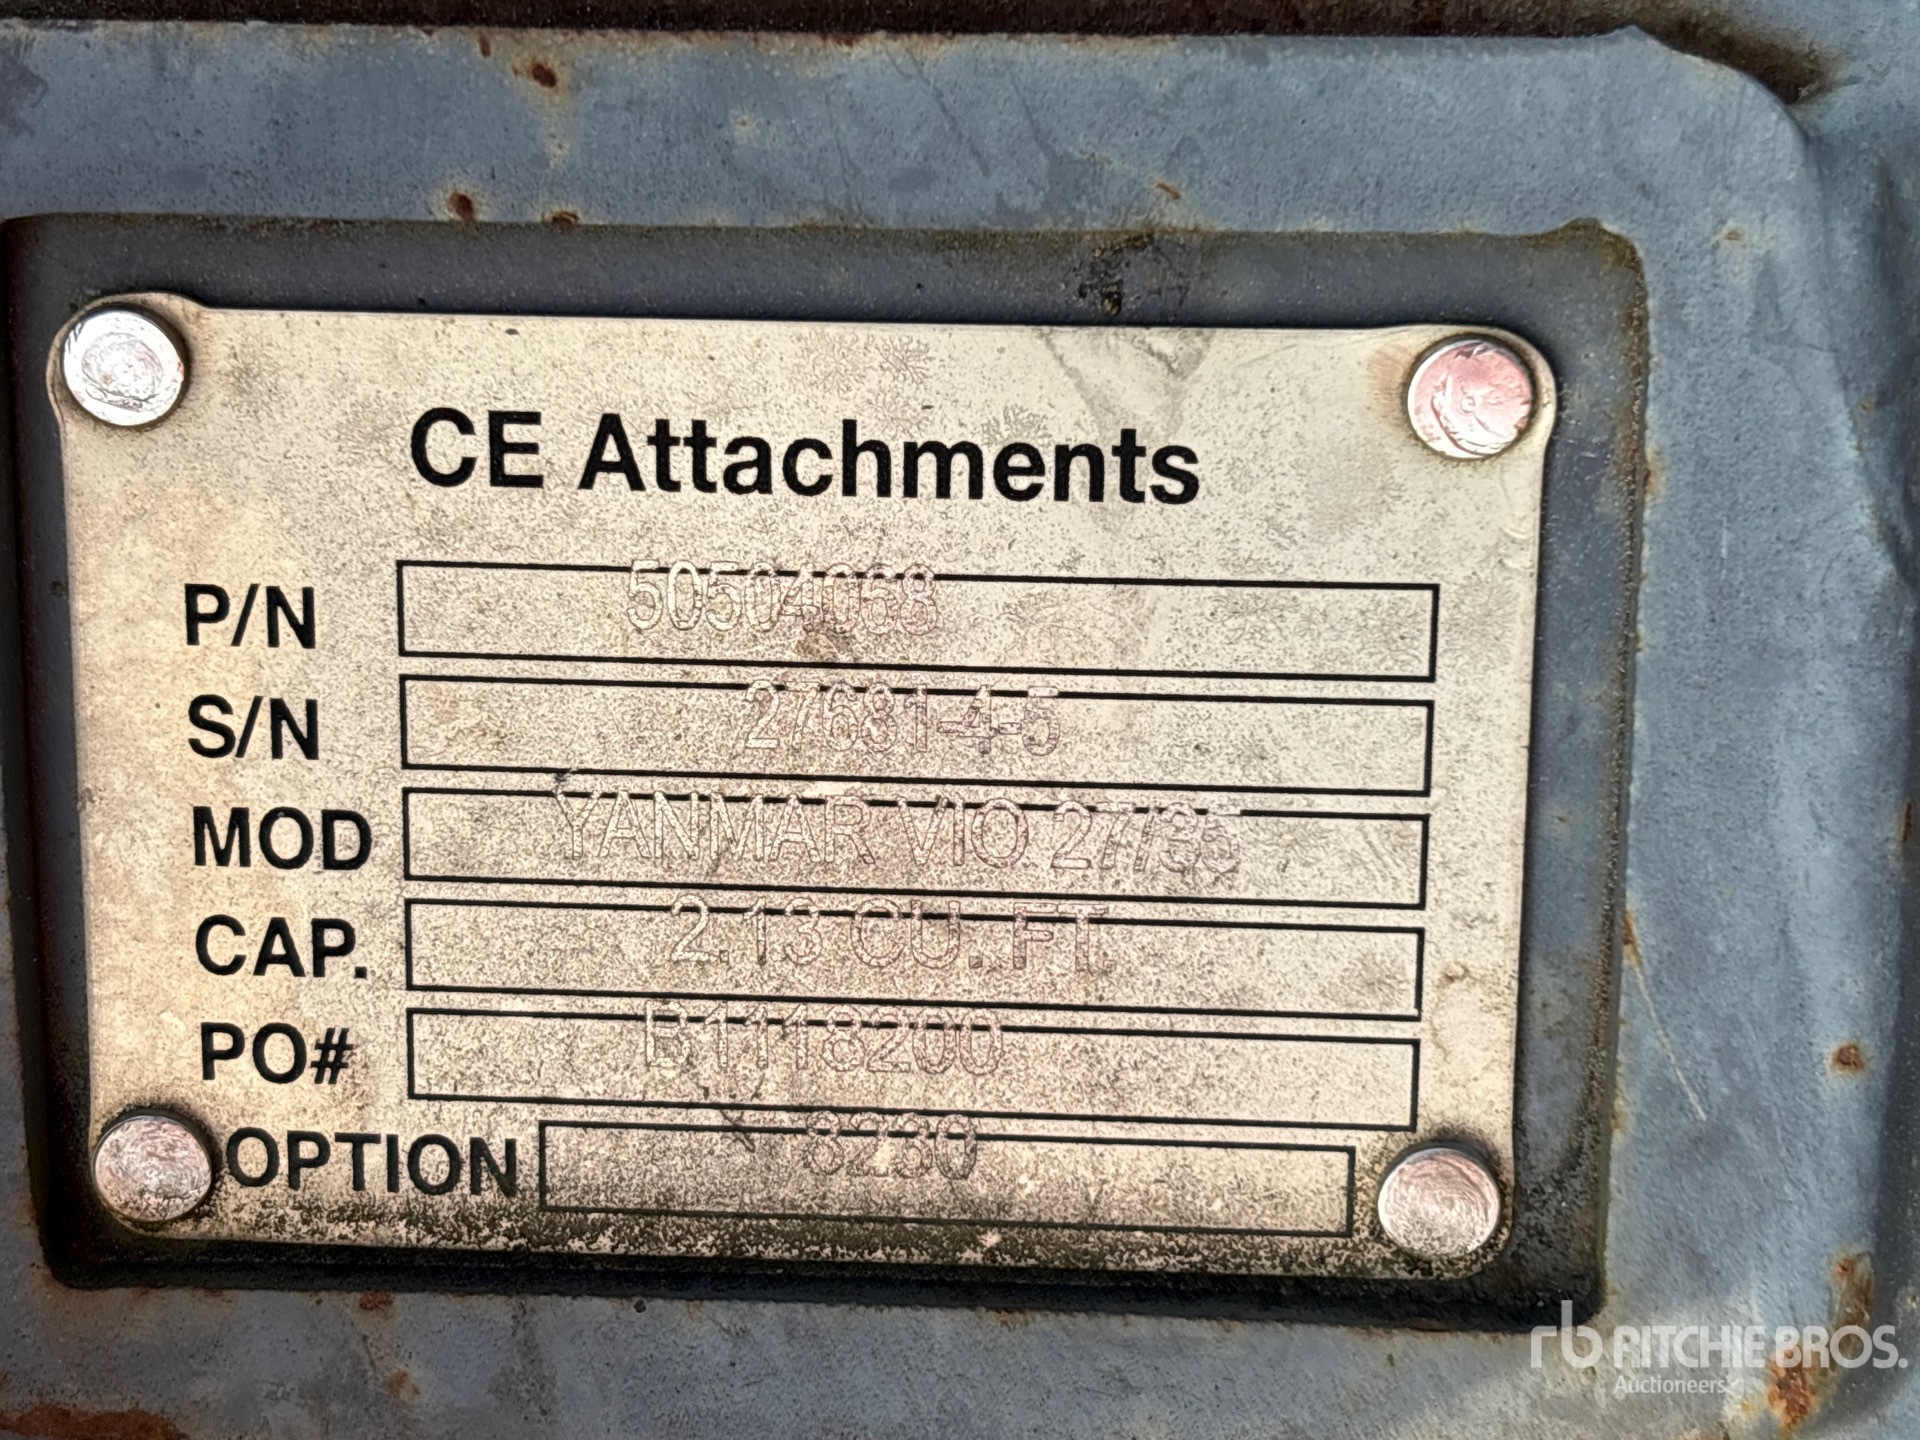 CE Attachments
P/N 50504068
S/N 27681-4-5
MOD YANMAR VIO 27/35
CAP. 2.13 CU. FT.
PO# B1118200
OPTION 8230
rb RITCHIE BROS.
Auctioneers